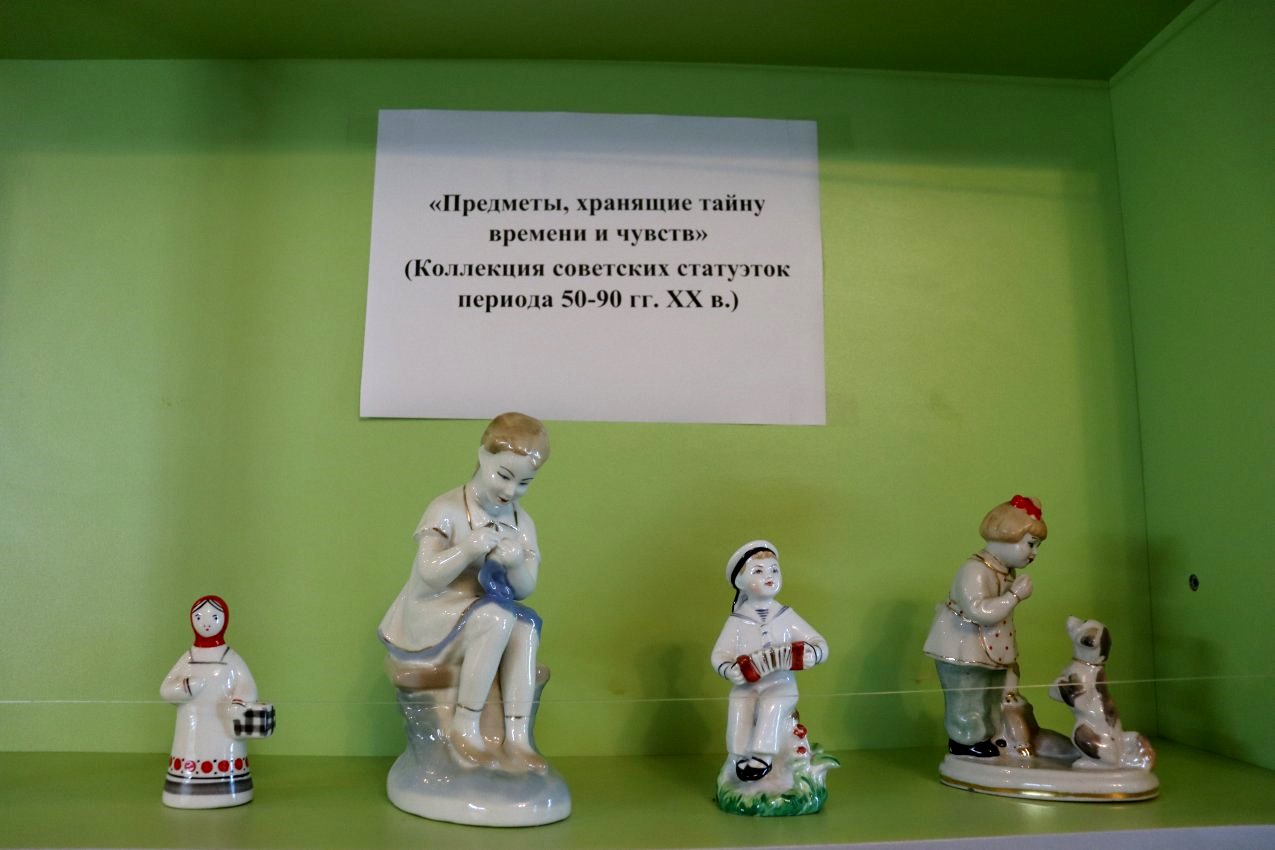 «Предметы, хранящие тайну
времени и чувств»
(Коллекция советских статуэток
периода 50-90 гг. XX в.)